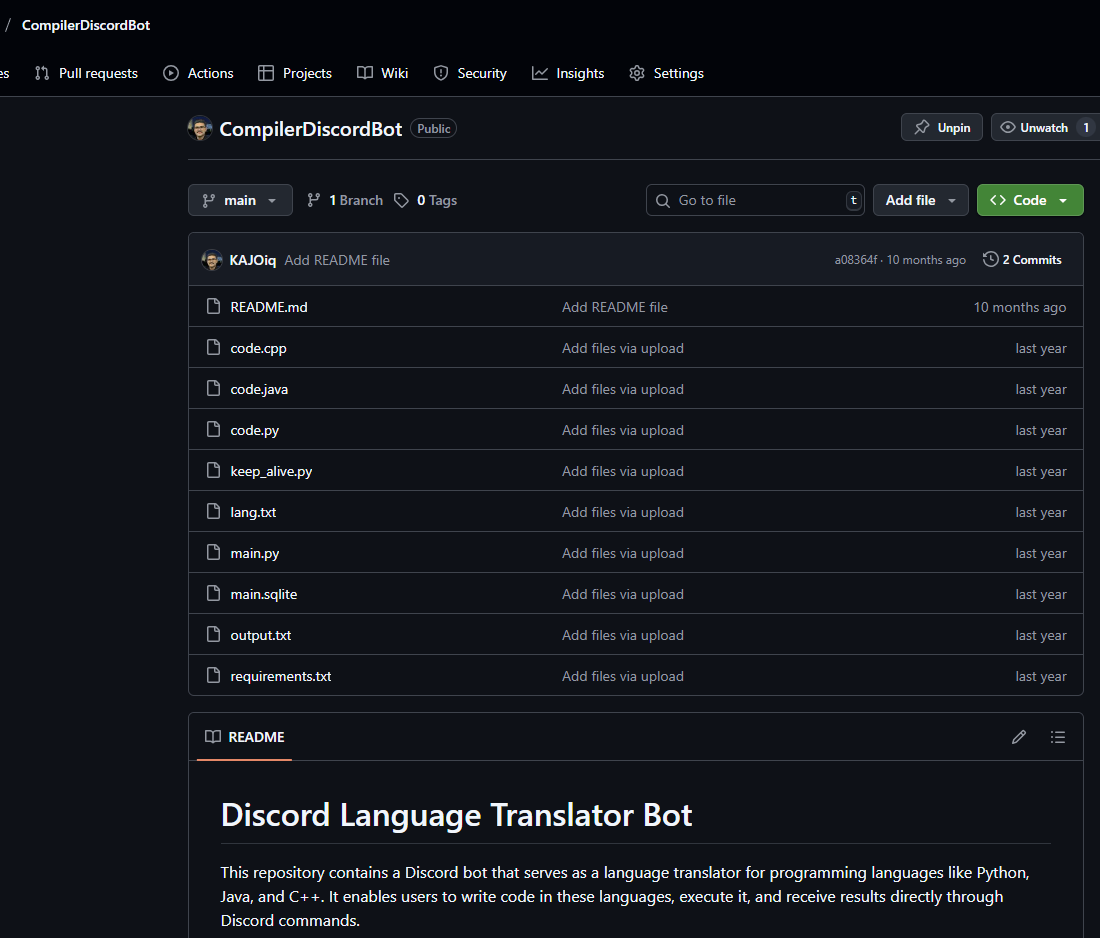 / CompilerDiscordBot
es Pull requests Actions Projects Wiki Security Insights Settings
CompilerDiscordBot Public Unpin Unwatch 1
main 1 Branch 0 Tags Go to file t Add file <> Code
KAJOiq Add README file a08364f · 10 months ago 2 Commits
README.md Add README file 10 months ago
code.cpp Add files via upload last year
code.java Add files via upload last year
code.py Add files via upload last year
keep_alive.py Add files via upload last year
lang.txt Add files via upload last year
main.py Add files via upload last year
main.sqlite Add files via upload last year
output.txt Add files via upload last year
requirements.txt Add files via upload last year
README
Discord Language Translator Bot
This repository contains a Discord bot that serves as a language translator for programming languages like Python,
Java, and C++. It enables users to write code in these languages, execute it, and receive results directly through
Discord commands.